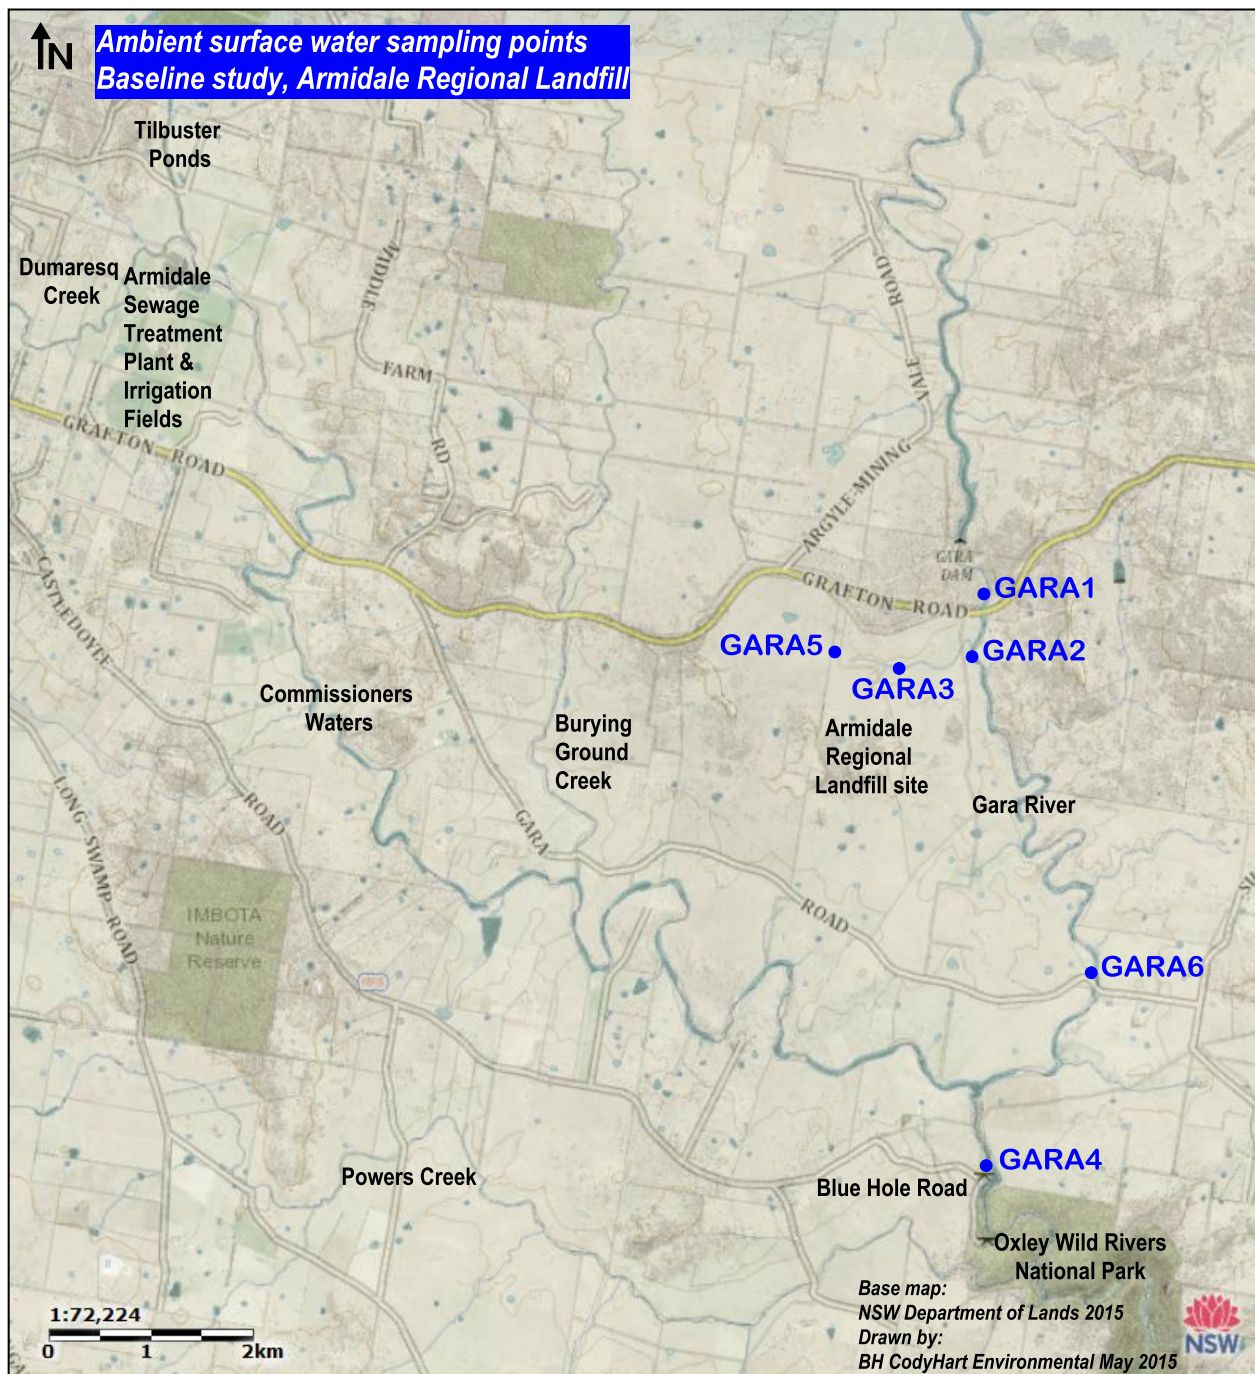 N
Ambient surface water sampling points
Baseline study, Armidale Regional Landfill
Tilbuster
Ponds
Dumaresq
Creek
Armidale
Sewage
Treatment
Plant &
Irrigation
Fields
MIDDLE
FARM
RD
ROAD
VALE
ARGYLE-MINING
GRAFTON ROAD
GARA
DAM
GRAFTON ROAD
GARA1
GARA5
GARA2
GARA3
CASTLEDOYLE
ROAD
Commissioners
Waters
Burying
Ground
Creek
Armidale
Regional
Landfill site
Gara River
LONG SWAMP ROAD
GARA
ROAD
IMBOTA
Nature
Reserve
GARA6
GARA4
Powers Creek
Blue Hole Road
Oxley Wild Rivers
National Park
Base map:
NSW Department of Lands 2015
Drawn by:
BH CodyHart Environmental May 2015
NSW
1:72,224
0 1 2km